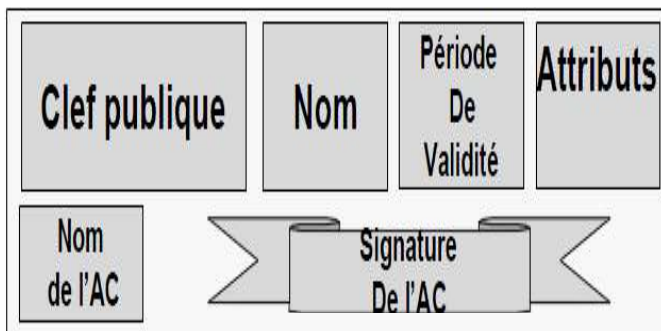 Clef publique
Nom
Période
De
Validité
Attributs
Nom
de l'AC
Signature
De l'AC